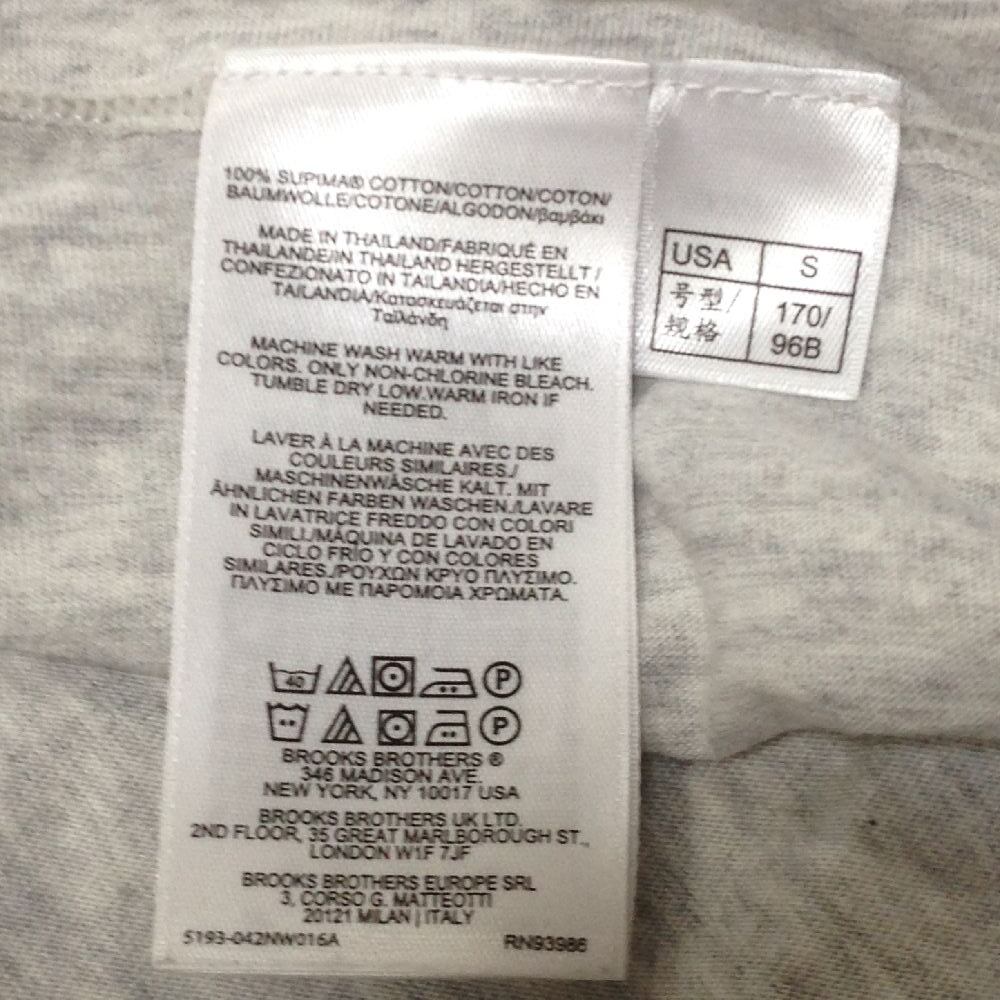 100% SUPIMA® COTTON/COTTON/COTON/
BAUMWOLLE/COTONE/ALGODON/βαμβάκι
MADE IN THAILAND/FABRIQUÉ EN
THAILANDE/IN THAILAND HERGESTELLT /
CONFEZIONATO IN TAILANDIA/HECHO EN
TAILANDIA/Κατασκευάζεται στην
Ταϊλάνδη
MACHINE WASH WARM WITH LIKE
COLORS. ONLY NON-CHLORINE BLEACH.
TUMBLE DRY LOW.WARM IRON IF
NEEDED.
LAVER À LA MACHINE AVEC DES
COULEURS SIMILAIRES./
MASCHINENWÄSCHE KALT. MIT
ÄHNLICHEN FARBEN WASCHEN./LAVARE
IN LAVATRICE FREDDO CON COLORI
SIMILI./MÁQUINA DE LAVADO EN
CICLO FRÍO Y CON COLORES
SIMILARES./ΡΟΥΧΩΝ ΚΡΥΟ ΠΛΥΣΙΜΟ.
ΠΛΥΣΙΜΟ ΜΕ ΠΑΡΟΜΟΙΑ ΧΡΩΜΑΤΑ.
40 P
P
BROOKS BROTHERS ®
346 MADISON AVE.
NEW YORK, NY 10017 USA
BROOKS BROTHERS UK LTD.
2ND FLOOR, 35 GREAT MARLBOROUGH ST.,
LONDON W1F 7JF
BROOKS BROTHERS EUROPE SRL
3, CORSO G. MATTEOTTI
20121 MILAN | ITALY
5193-042NW016A RN93986
USA S
号型/ 170/
规格 96B